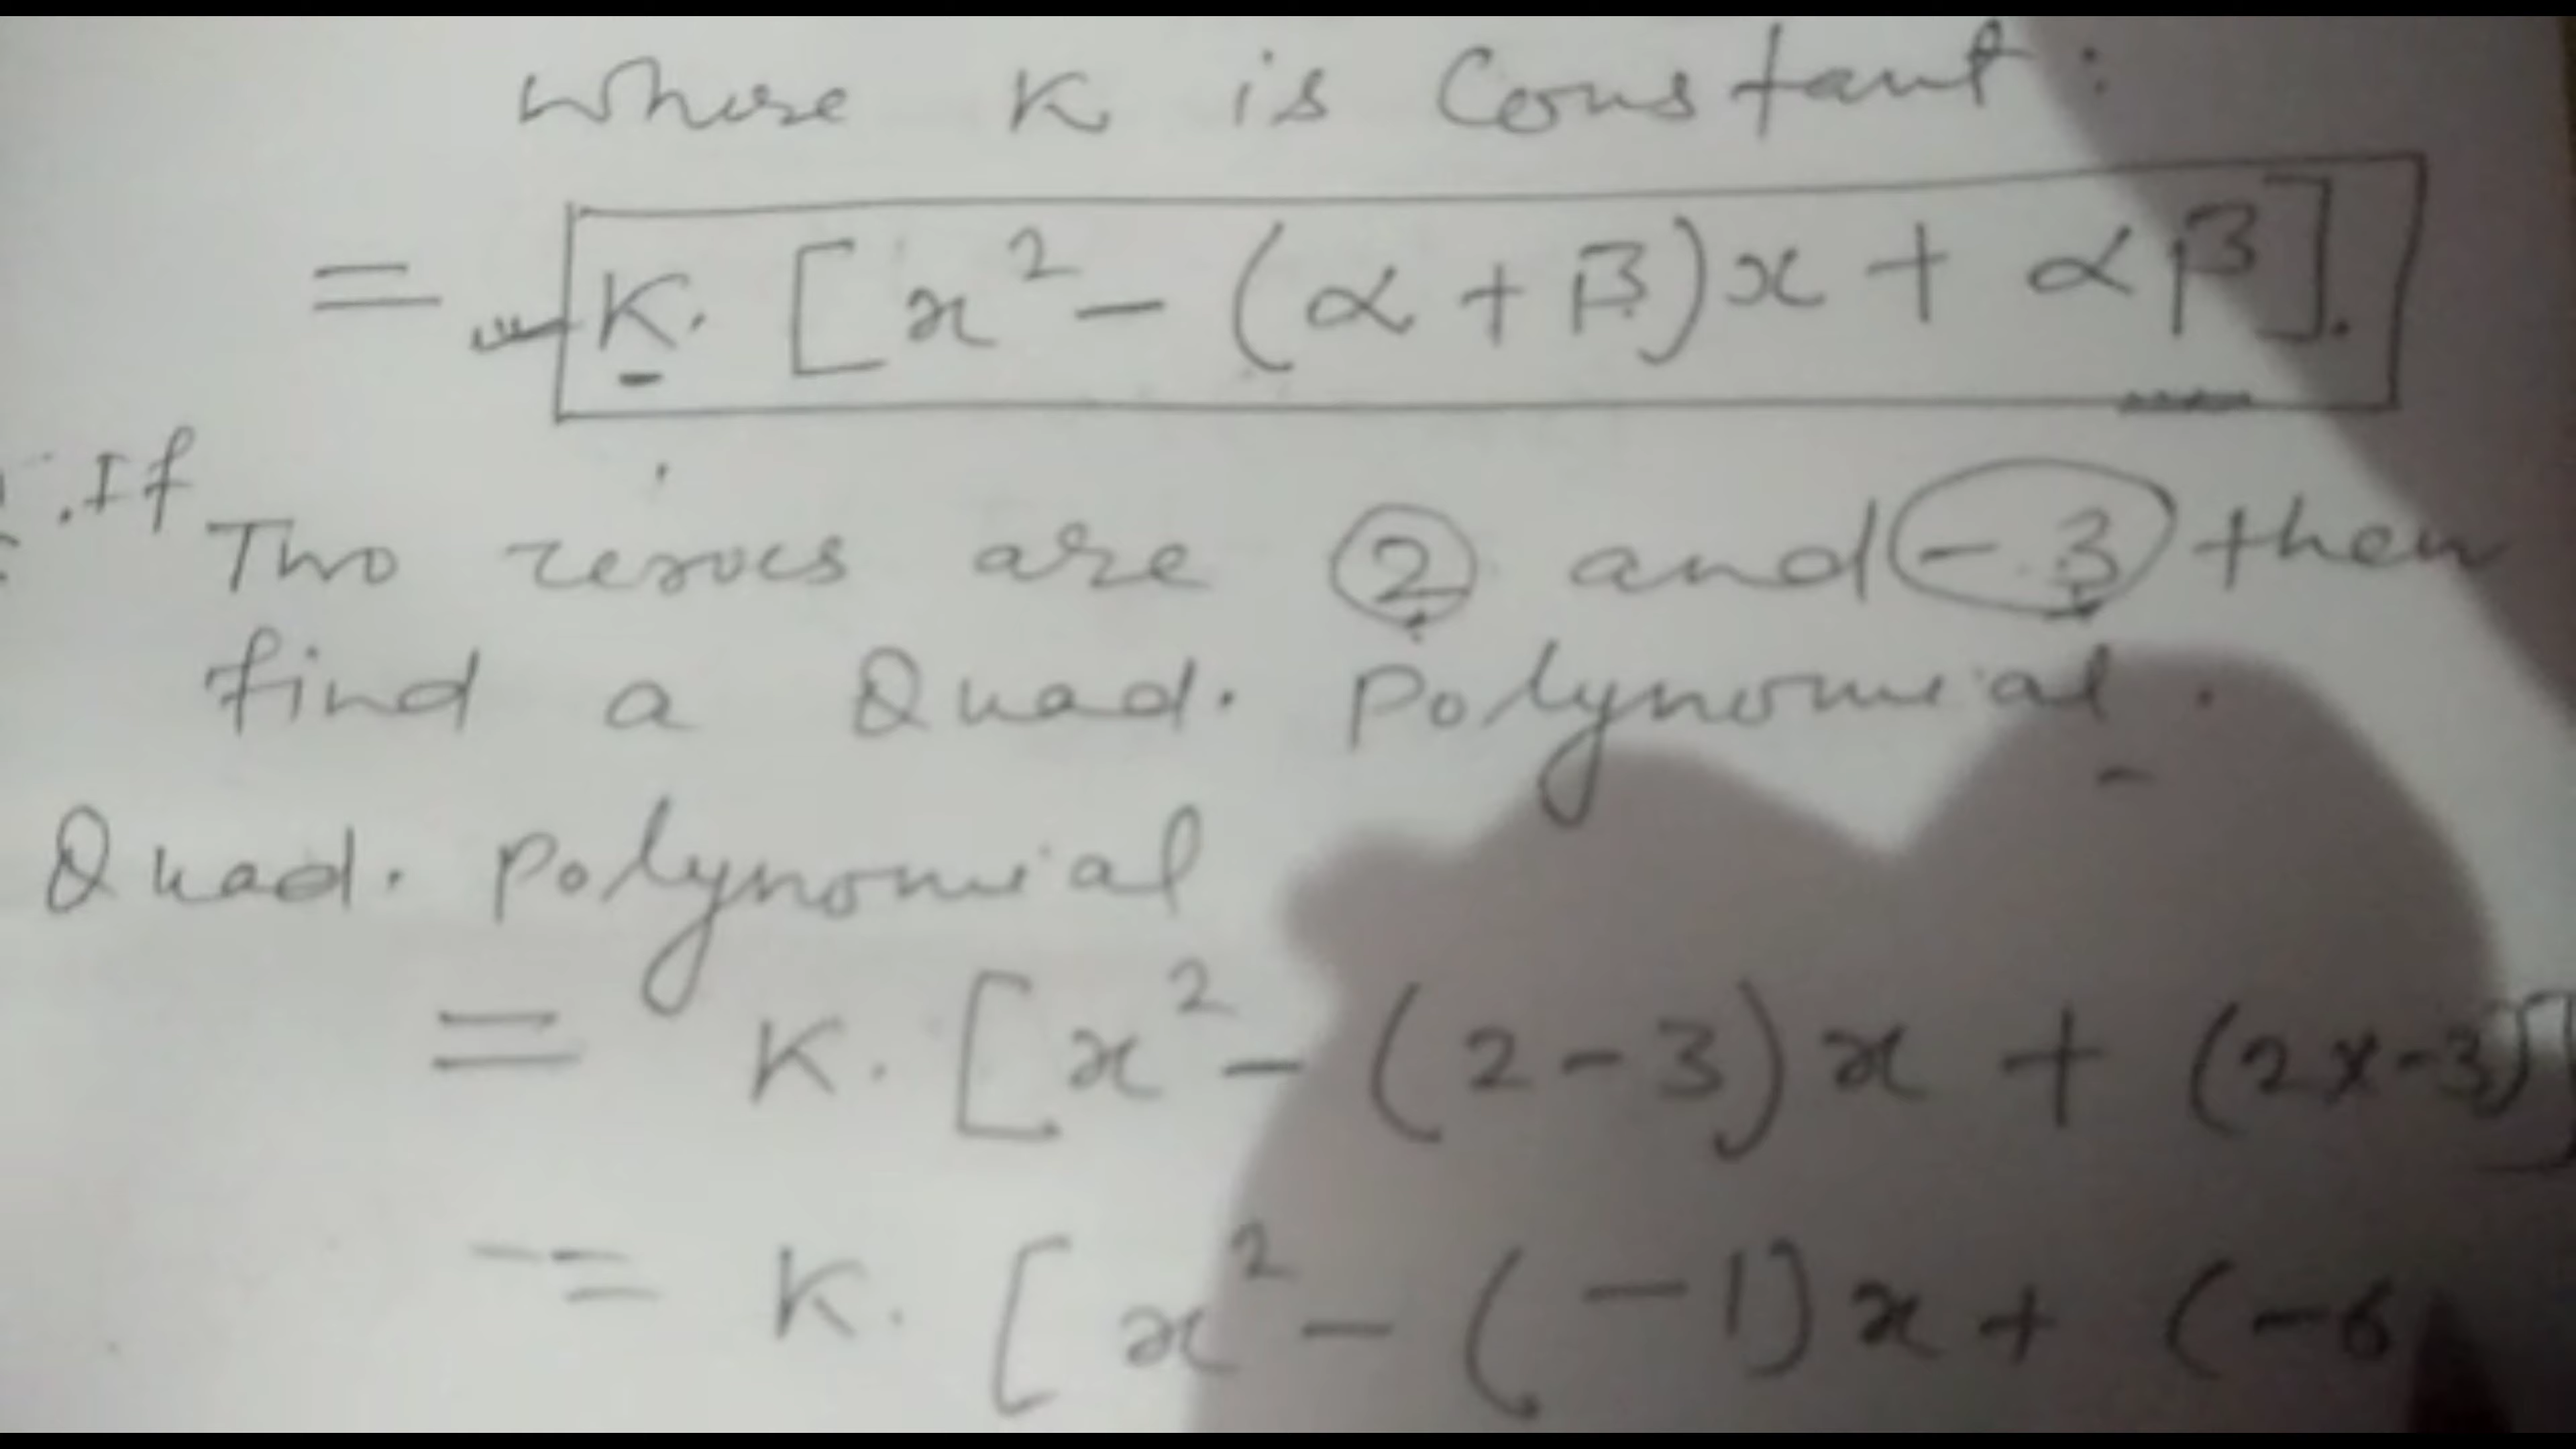 where K is Constant:
= K. [x² - (α + β)x + αβ].
.If
Two zeroes are 2 and -3 then
find a Quad. Polynomial.
Quad. Polynomial
= K. [x² - (2-3)x + (2x-3)]
= K. [x² - (-1)x + (-6